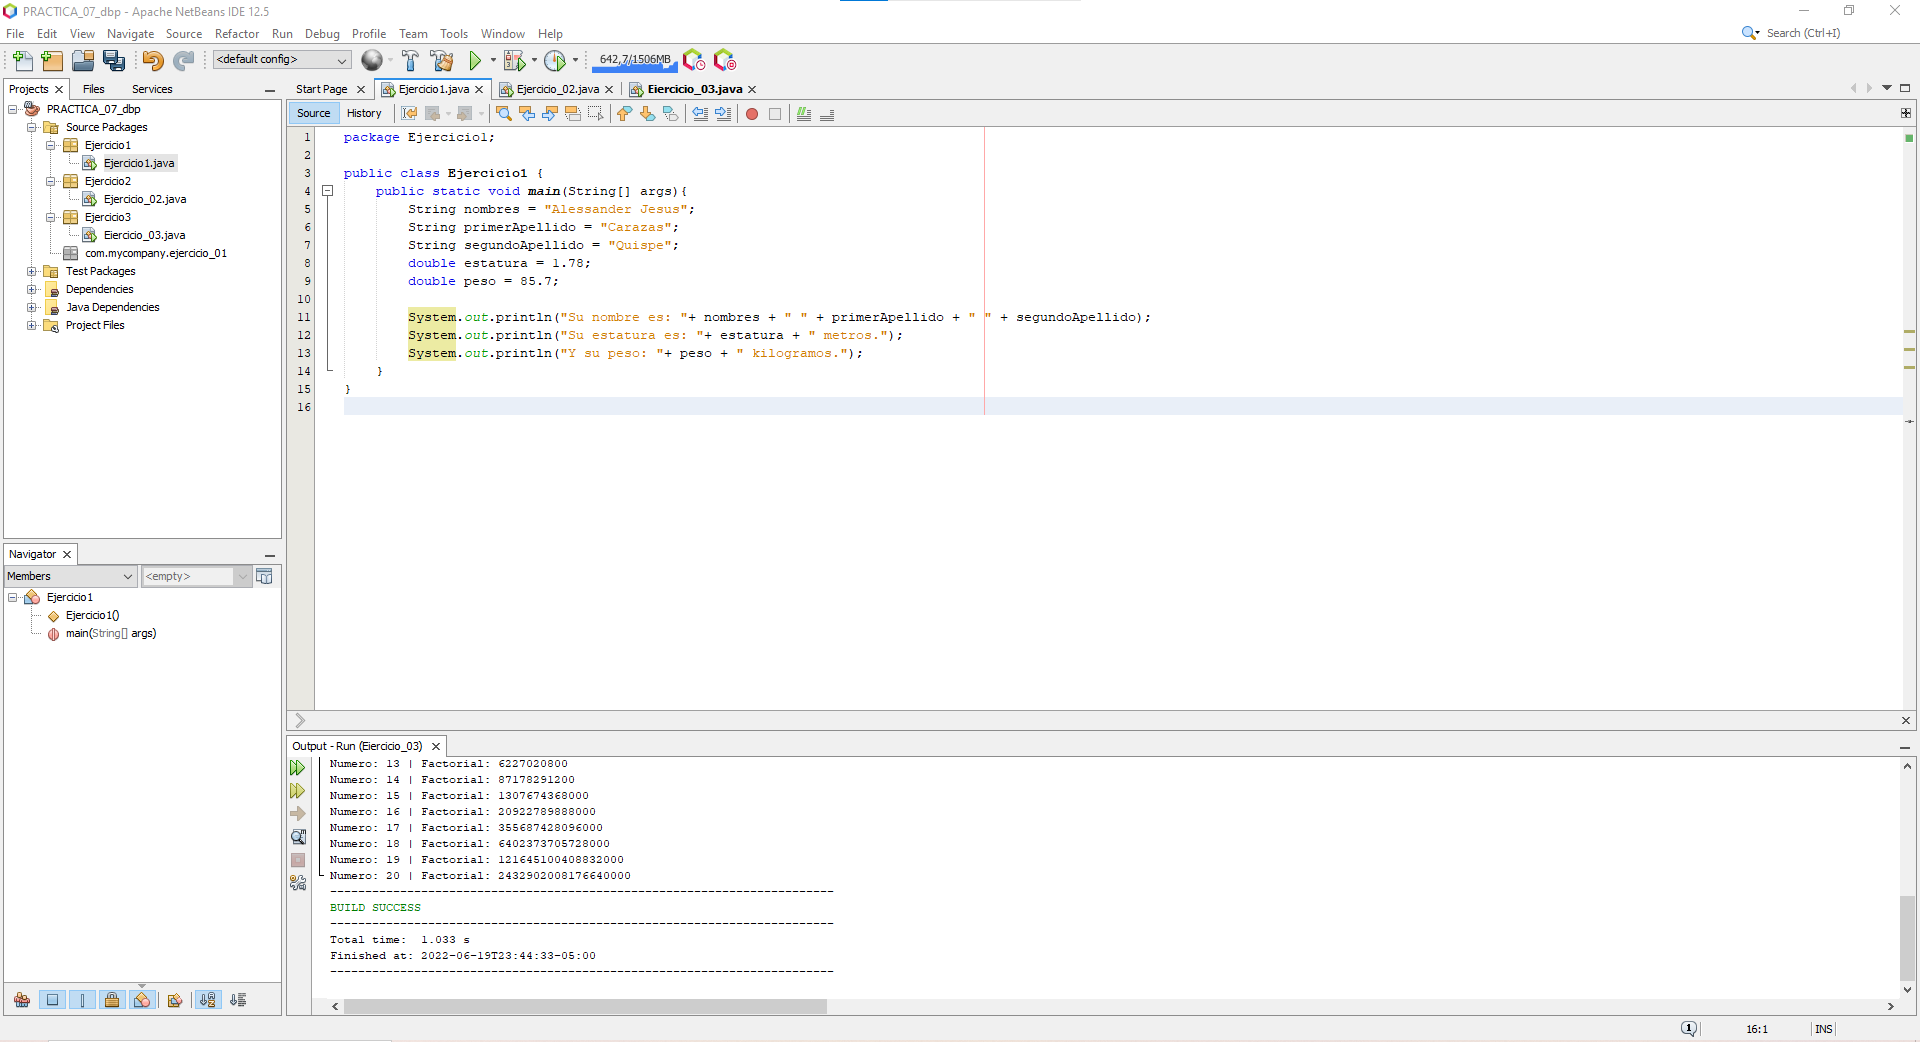 PRACTICA_07_dbp - Apache NetBeans IDE 12.5
File Edit View Navigate Source Refactor Run Debug Profile Team Tools Window Help
Search (Ctrl+I)
<default config>
642,7/1506MB
Projects Files Services
PRACTICA_07_dbp
Source Packages
Ejercicio1
Ejercicio1.java
Ejercicio2
Ejercicio_02.java
Ejercicio3
Eiercicio_03.java
com.mycompany.ejercicio_01
Test Packages
Dependencies
Java Dependencies
Project Files
Navigator
Members <empty>
Ejercicio1
Ejercicio1()
main(String[] args)
Start Page Ejercicio1.java Ejercicio_02.java Eiercicio_03.java
Source History
1 package Ejercicio1;
2
3 public class Ejercicio1 {
4 public static void main(String[] args){
5 String nombres = "Alessander Jesus";
6 String primerApellido = "Carazas";
7 String segundoApellido = "Quispe";
8 double estatura = 1.78;
9 double peso = 85.7;
10
11 System.out.println("Su nombre es: "+ nombres + " " + primerApellido + " " + segundoApellido);
12 System.out.println("Su estatura es: "+ estatura + " metros.");
13 System.out.println("Y su peso: "+ peso + " kilogramos.");
14 }
15 }
16
Output - Run (Eiercicio_03)
Numero: 13 | Factorial: 6227020800
Numero: 14 | Factorial: 87178291200
Numero: 15 | Factorial: 1307674368000
Numero: 16 | Factorial: 20922789888000
Numero: 17 | Factorial: 355687428096000
Numero: 18 | Factorial: 6402373705728000
Numero: 19 | Factorial: 121645100408832000
Numero: 20 | Factorial: 2432902008176640000
------------------------------------------------------------------------
BUILD SUCCESS
------------------------------------------------------------------------
Total time:  1.033 s
Finished at: 2022-06-19T23:44:33-05:00
------------------------------------------------------------------------
1 16:1 INS